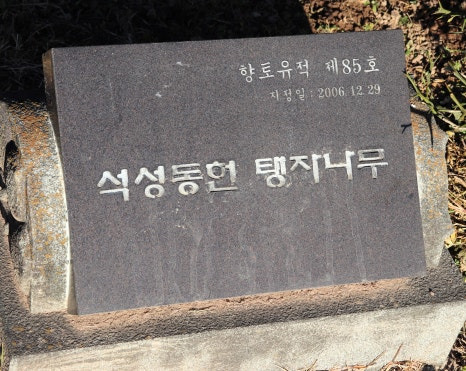 향토유적 제85호
지정일 : 2006. 12. 29
석성동헌 탱자나무